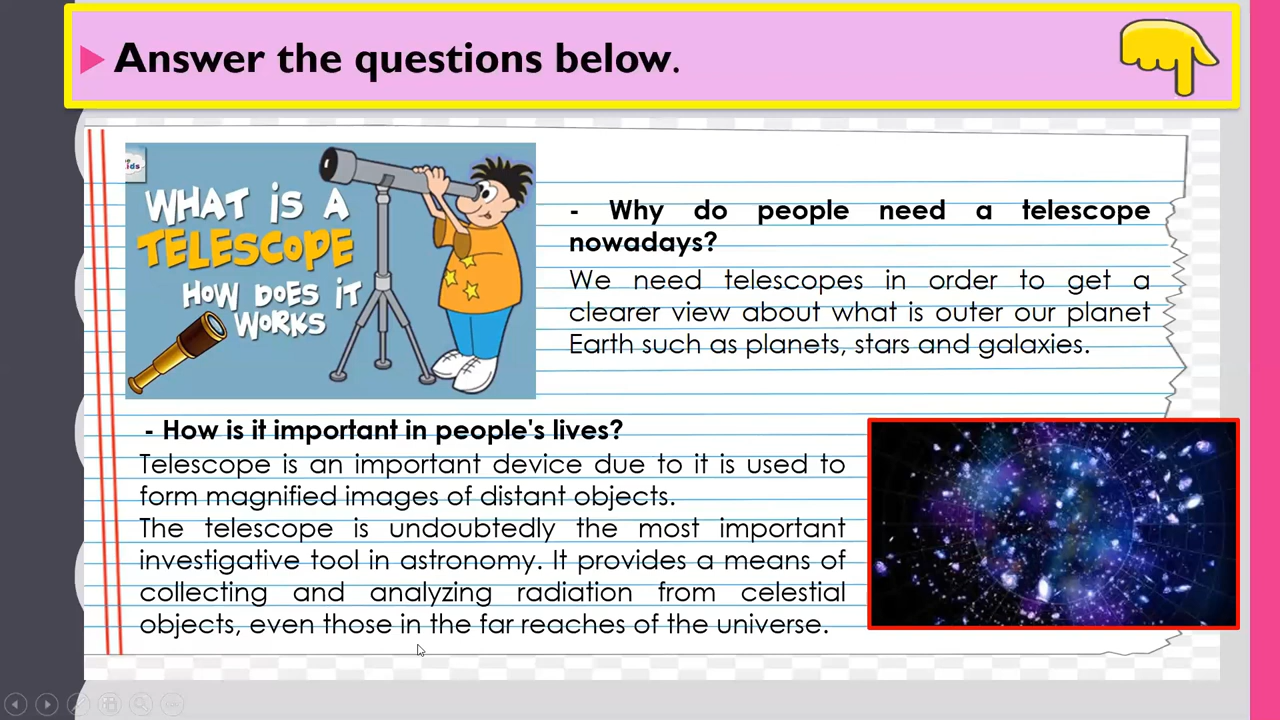 Answer the questions below.
ids
WHAT iS A
TELESCOPE
HOW DOES iT
WORKS
- Why do people need a telescope
nowadays?
We need telescopes in order to get a
clearer view about what is outer our planet
Earth such as planets, stars and galaxies.
- How is it important in people's lives?
Telescope is an important device due to it is used to
form magnified images of distant objects.
The telescope is undoubtedly the most important
investigative tool in astronomy. It provides a means of
collecting and analyzing radiation from celestial
objects, even those in the far reaches of the universe.